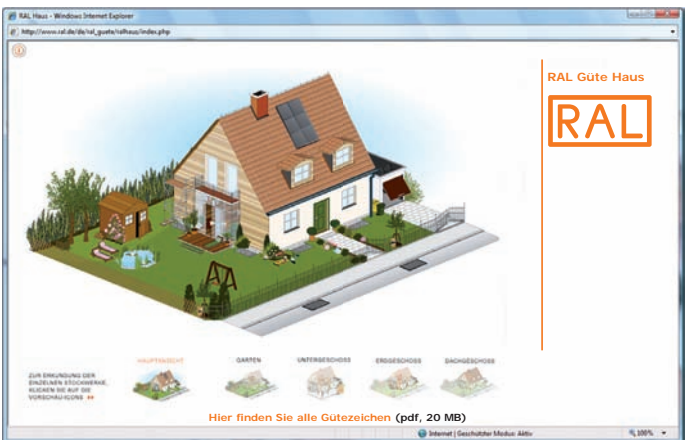 RAL Haus - Windows Internet Explorer
http://www.ral.de/de/ral_guete/ralhaus/index.php
RAL Güte Haus
RAL
HAUPTANSICHT
GARTEN
UNTERGESCHOSS
ERDGESCHOSS
DACHGESCHOSS
ZUR ERKUNDUNG DER
EINZELNEN STOCKWERKE,
KLICKEN SIE AUF DIE
VORSCHAU-ICONS
Hier finden Sie alle Gütezeichen (pdf, 20 MB)
Internet | Geschützter Modus: Aktiv
100%